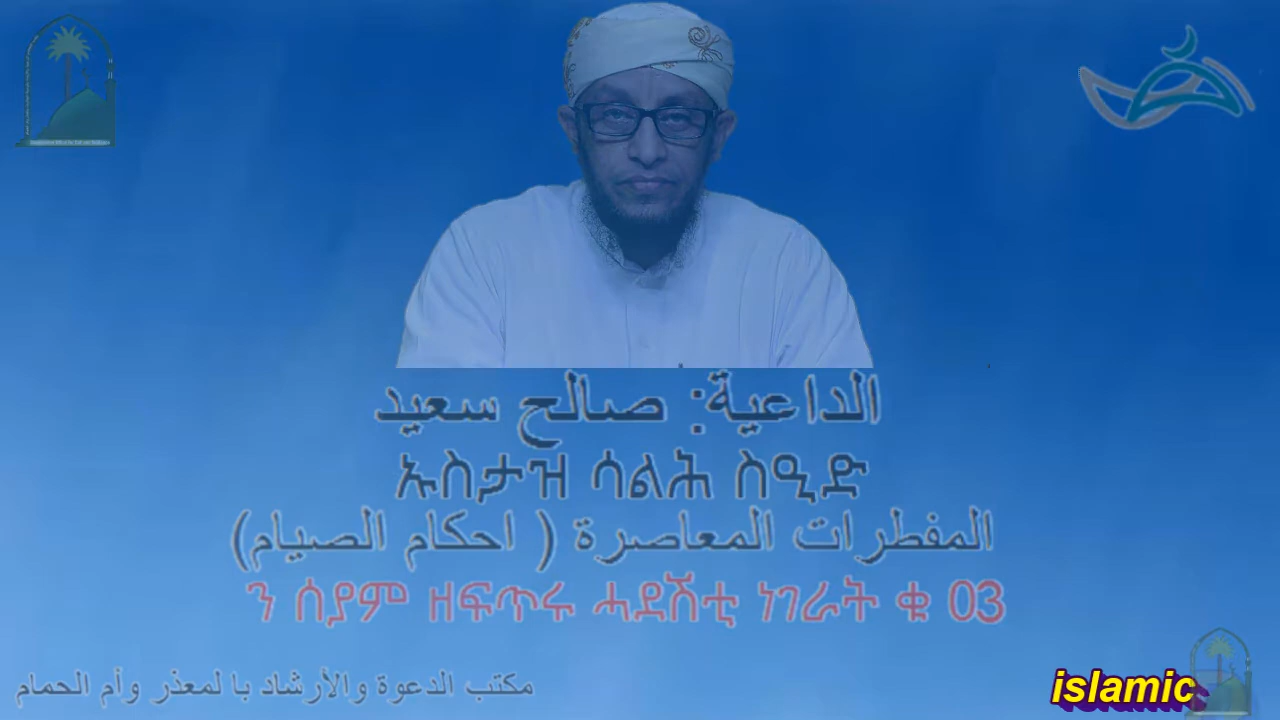 الداعية: صالح سعيد
ኡስታዝ ሳልሕ ስዒድ
المفطرات المعاصرة ( احكام الصيام)
ን ሰያም ዘፍጥሩ ሓደሽቲ ነገራት ቁ 03
مكتب الدعوة والأرشاد با لمعذر وأم الحمام
islamic